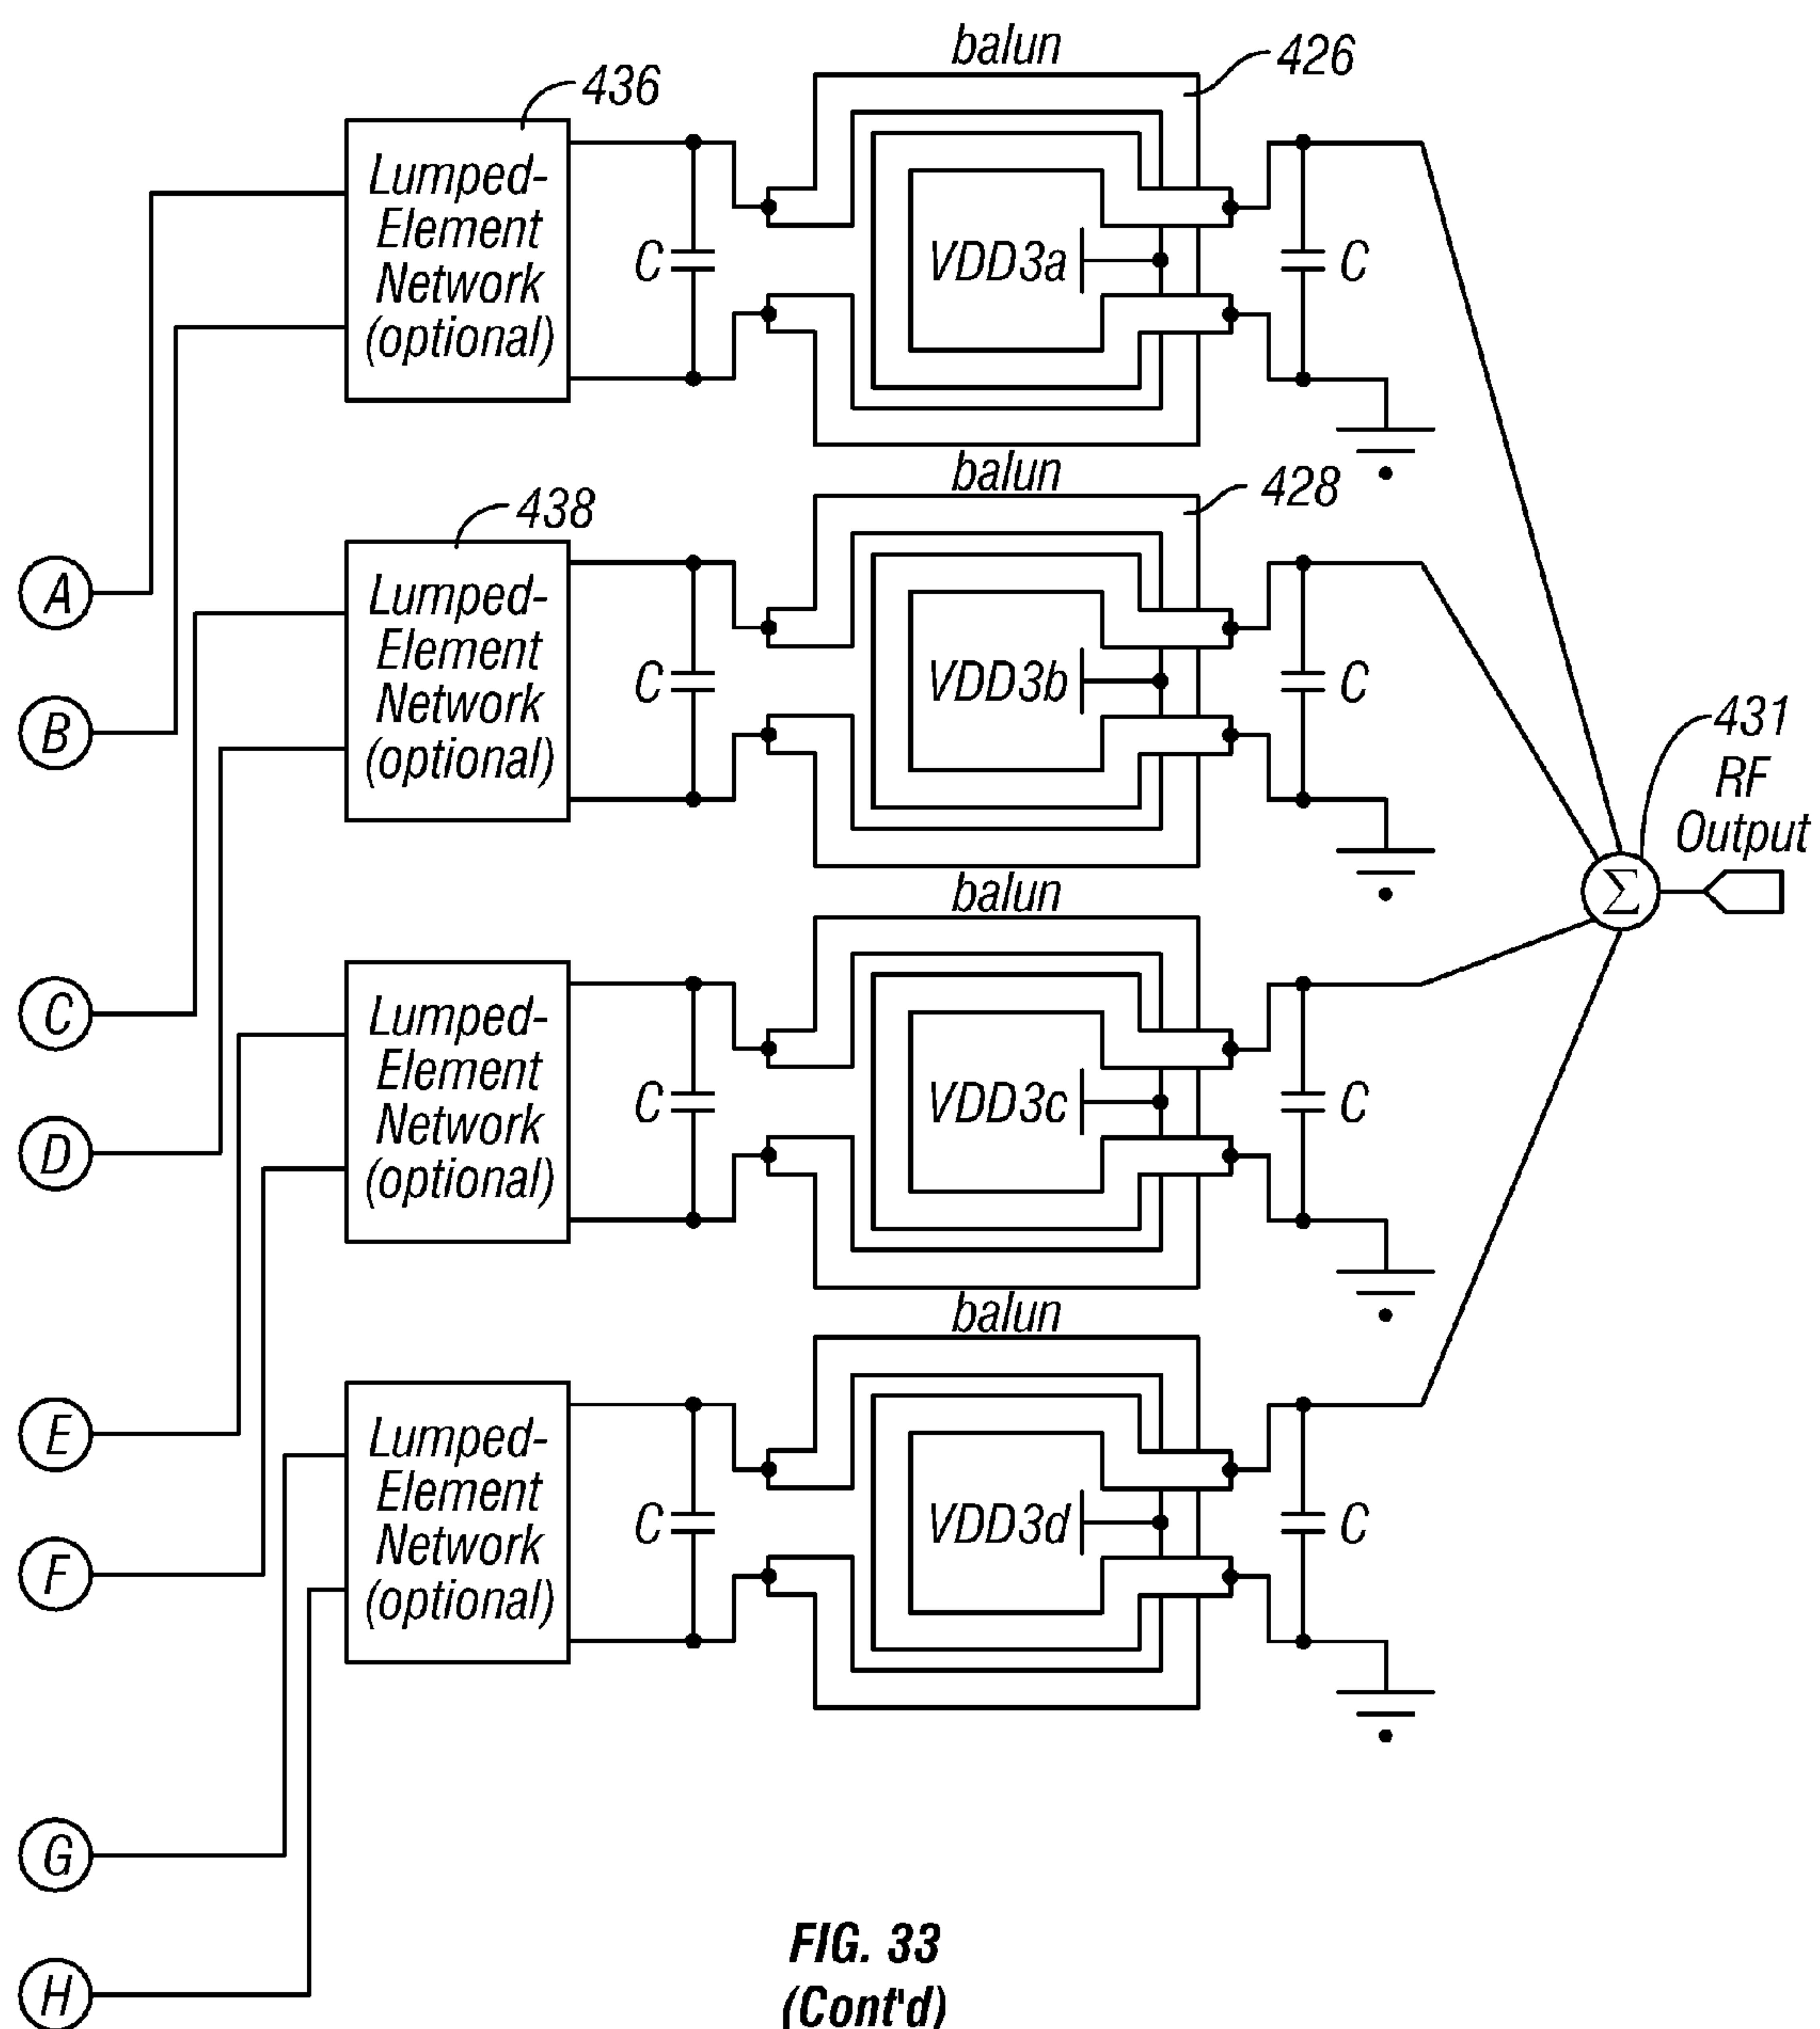 balun
426
436
Lumped-
Element
Network
(optional)
C
VDD3a
C
balun
428
438
A
Lumped-
Element
Network
(optional)
C
VDD3b
C
B
431
RF
Output
Σ
balun
C
Lumped-
Element
Network
(optional)
C
VDD3c
C
D
balun
E
Lumped-
Element
Network
(optional)
C
VDD3d
C
F
G
H
FIG. 33
(Cont'd)